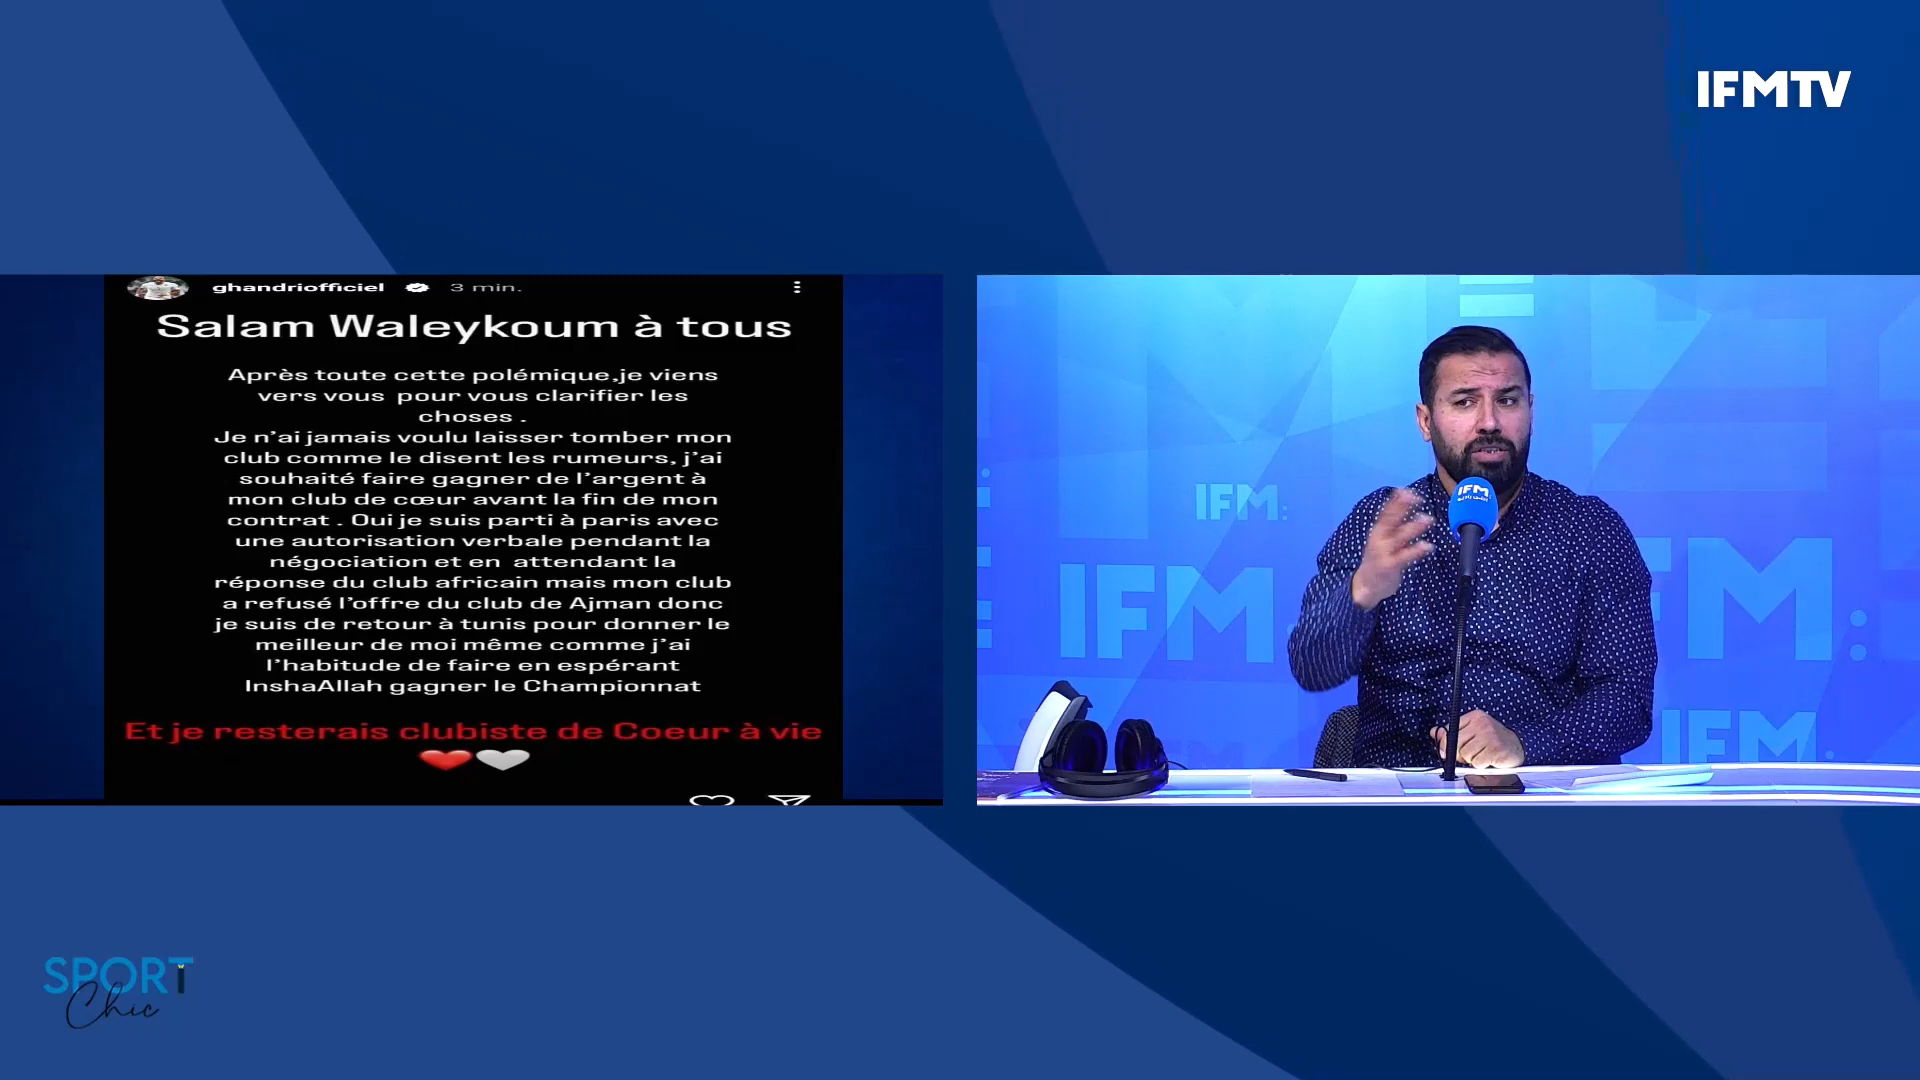 IFMTV
ghandriofficiel 3 min.
Salam Waleykoum à tous
Après toute cette polémique,je viens
vers vous pour vous clarifier les
choses .
Je n'ai jamais voulu laisser tomber mon
club comme le disent les rumeurs, j'ai
souhaité faire gagner de l'argent à
mon club de cœur avant la fin de mon
contrat . Oui je suis parti à paris avec
une autorisation verbale pendant la
négociation et en attendant la
réponse du club africain mais mon club
a refusé l'offre du club de Ajman donc
je suis de retour à tunis pour donner le
meilleur de moi même comme j'ai
l'habitude de faire en espérant
InshaAllah gagner le Championnat
Et je resterais clubiste de Coeur à vie
IFM:
IFM
IFM:
IFM:
IFM
SPORT
Chic